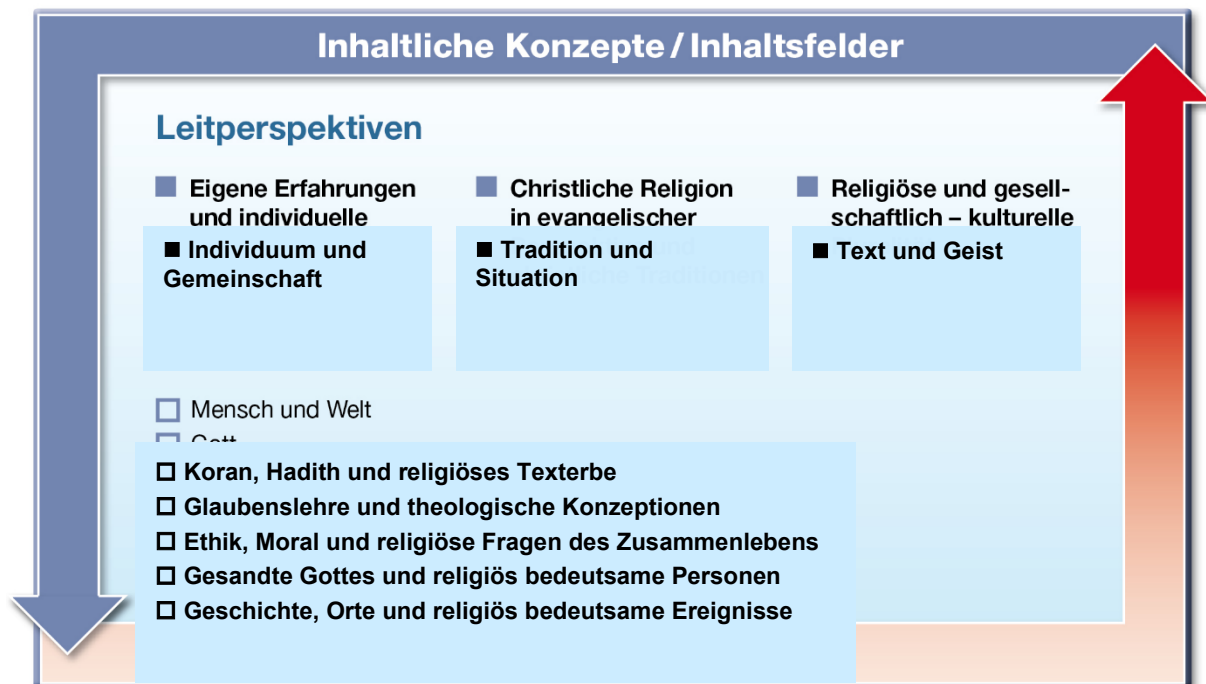 Inhaltliche Konzepte / Inhaltsfelder
Leitperspektiven
■ Eigene Erfahrungen
und individuelle
■ Individuum und
Gemeinschaft
■ Christliche Religion
in evangelischer
■ Tradition und
Situation
■ Religiöse und gesell-
schaftlich – kulturelle
■ Text und Geist
□ Mensch und Welt
□ Koran, Hadith und religiöses Texterbe
□ Glaubenslehre und theologische Konzeptionen
□ Ethik, Moral und religiöse Fragen des Zusammenlebens
□ Gesandte Gottes und religiös bedeutsame Personen
□ Geschichte, Orte und religiös bedeutsame Ereignisse